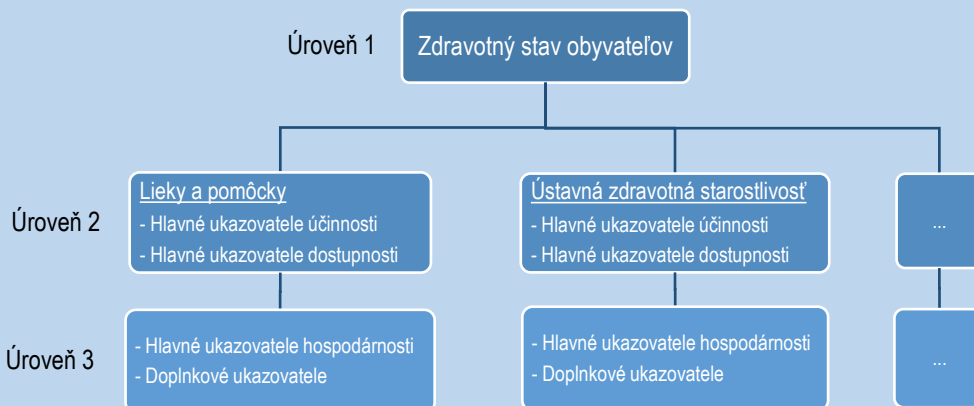 Úroveň 1
Zdravotný stav obyvateľov
Úroveň 2
Lieky a pomôcky
- Hlavné ukazovatele účinnosti
- Hlavné ukazovatele dostupnosti
Ústavná zdravotná starostlivosť
- Hlavné ukazovatele účinnosti
- Hlavné ukazovatele dostupnosti
...
Úroveň 3
- Hlavné ukazovatele hospodárnosti
- Doplnkové ukazovatele
- Hlavné ukazovatele hospodárnosti
- Doplnkové ukazovatele
...